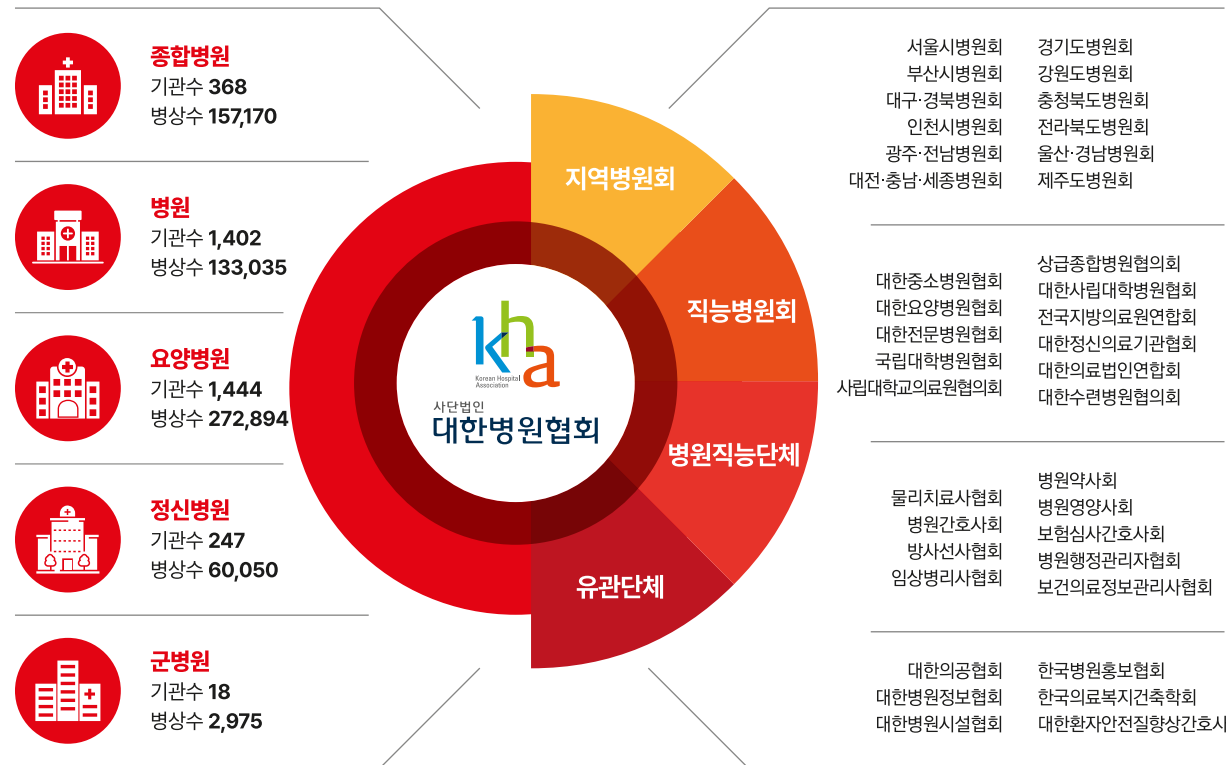 종합병원
기관수 368
병상수 157,170
병원
기관수 1,402
병상수 133,035
요양병원
기관수 1,444
병상수 272,894
정신병원
기관수 247
병상수 60,050
군병원
기관수 18
병상수 2,975
kha
Korean Hospital
Association
사단법인
대한병원협회
지역병원회
직능병원회
병원직능단체
유관단체
서울시병원회
부산시병원회
대구·경북병원회
인천시병원회
광주·전남병원회
대전·충남·세종병원회
경기도병원회
강원도병원회
충청북도병원회
전라북도병원회
울산·경남병원회
제주도병원회
대한중소병원협회
대한요양병원협회
대한전문병원협회
국립대학병원협회
사립대학교의료원협의회
상급종합병원협의회
대한사립대학병원협회
전국지방의료원연합회
대한정신의료기관협회
대한의료법인연합회
대한수련병원협의회
물리치료사협회
병원간호사회
방사선사협회
임상병리사협회
병원약사회
병원영양사회
보험심사간호사회
병원행정관리자협회
보건의료정보관리사협회
대한의공협회
대한병원정보협회
대한병원시설협회
한국병원홍보협회
한국의료복지건축학회
대한환자안전질향상간호사